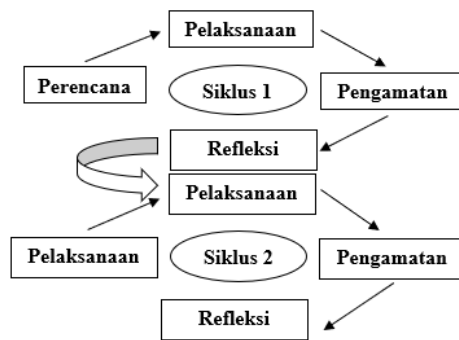 Pelaksanaan
Perencana
Siklus 1
Pengamatan
Refleksi
Pelaksanaan
Pelaksanaan
Siklus 2
Pengamatan
Refleksi